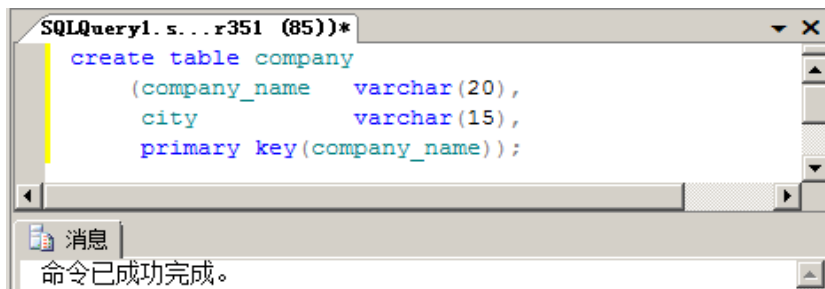 SQLQuery1.s...r351 (85))*
create table company
(company_name varchar(20),
city varchar(15),
primary key(company_name));
消息
命令已成功完成。